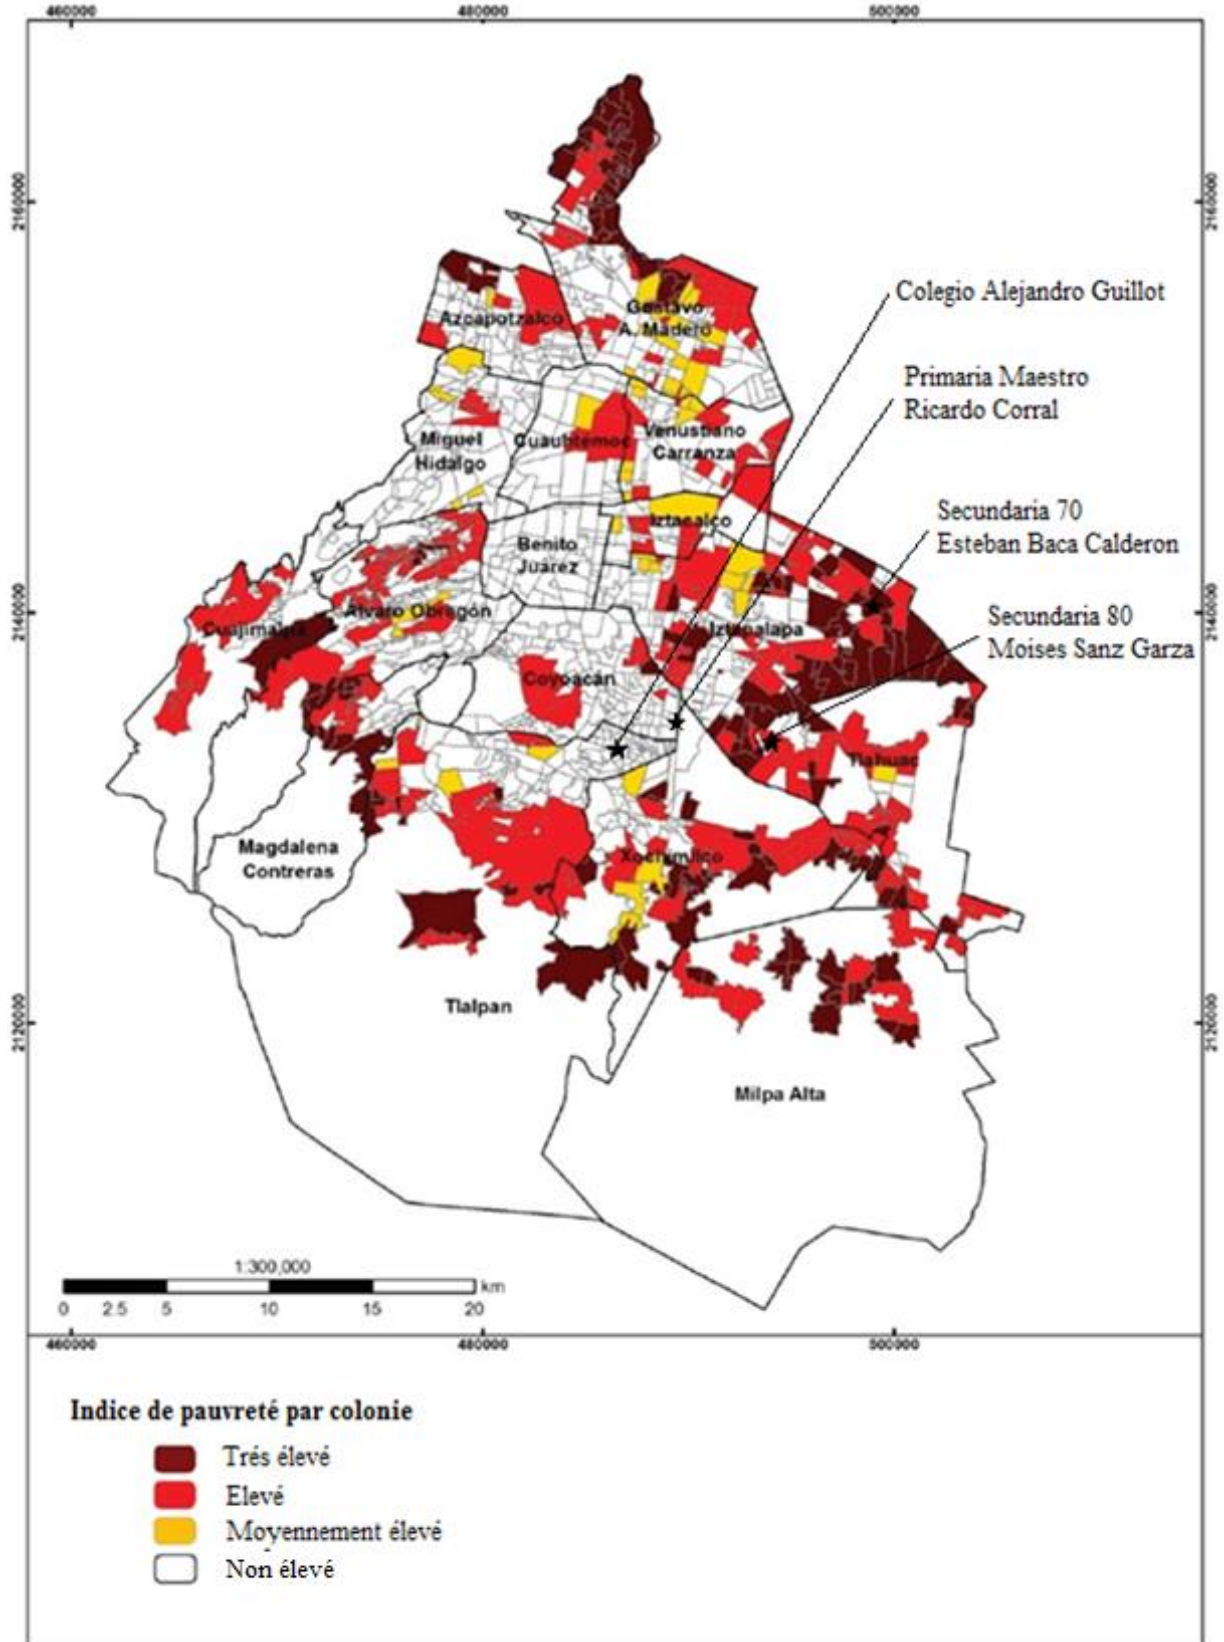 460000 480000 500000
2160000 2160000
Colegio Alejandro Guillot
Gustavo
A. Madero
Azcapotzalco
Primaria Maestro
Ricardo Corral
Miguel
Hidalgo
Cuauhtemoc
Venustiano
Carranza
Secundaria 70
Esteban Baca Calderon
Iztacalco
Benito
Juárez
2140000 2140000
Alvaro Obregón
Cuajimalpa
Iztapalapa
Secundaria 80
Moises Sanz Garza
Coyoacán
Tlahuac
Magdalena
Contreras
Xochimilco
Tlalpan
2120000 2120000
Milpa Alta
1:300,000
km
0 2.5 5 10 15 20
460000 480000 500000
Indice de pauvreté par colonie
Trés élevé
Elevé
Moyennement élevé
Non élevé